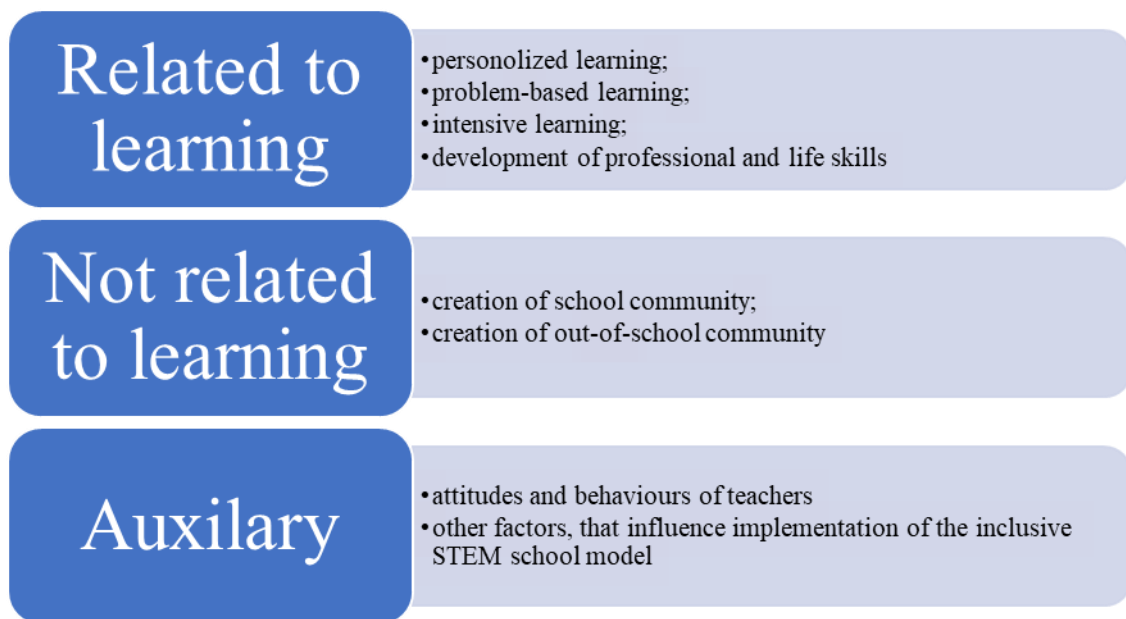 Related to
learning
•personolized learning;
•problem-based learning;
•intensive learning;
•development of professional and life skills
Not related
to learning
•creation of school community;
•creation of out-of-school community
Auxilary
•attitudes and behaviours of teachers
•other factors, that influence implementation of the inclusive
STEM school model